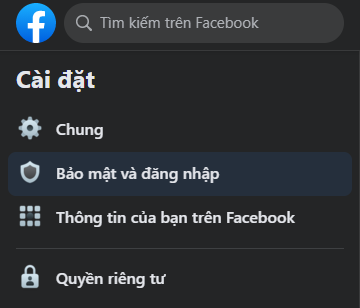 Tìm kiếm trên Facebook
Cài đặt
Chung
Bảo mật và đăng nhập
Thông tin của bạn trên Facebook
Quyền riêng tư